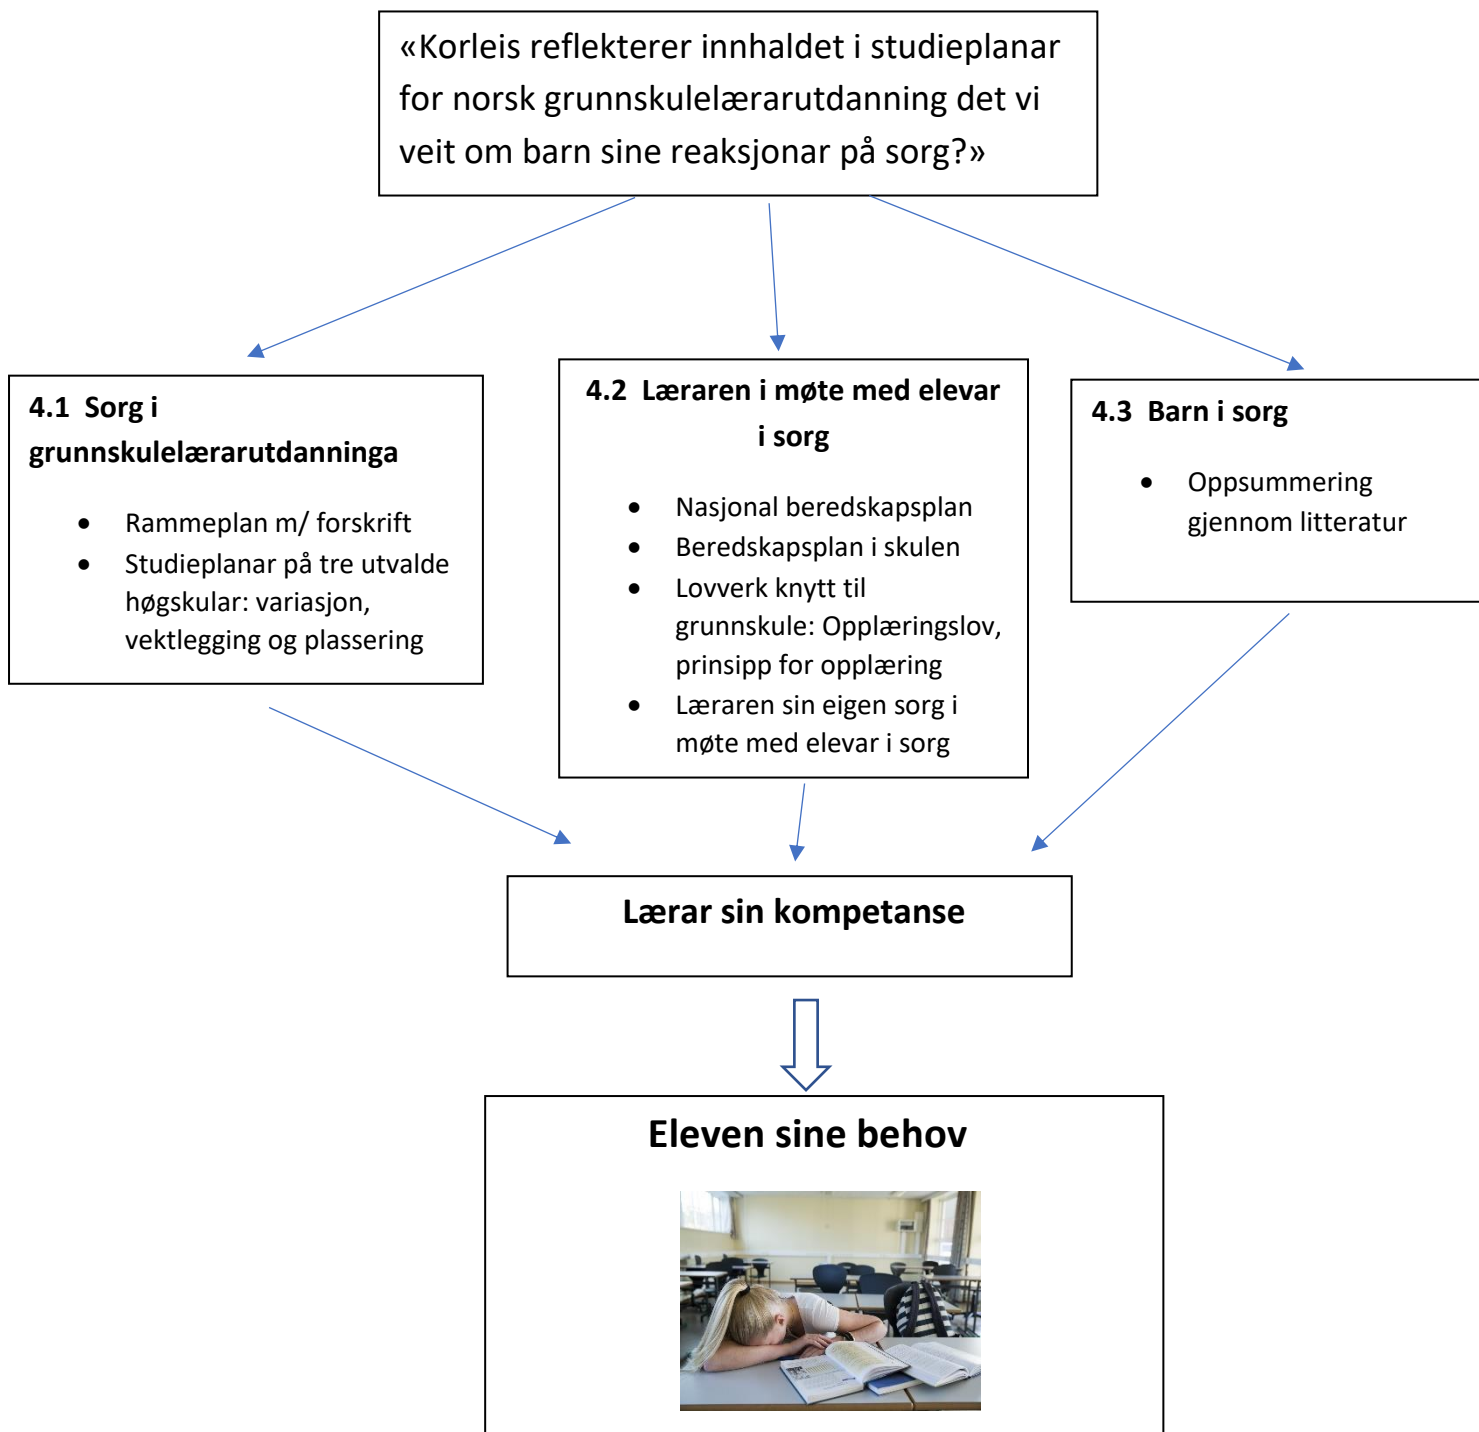 «Korleis reflekterer innhaldet i studieplanar
for norsk grunnskulelærarutdanning det vi
veit om barn sine reaksjonar på sorg?»
4.1 Sorg i
grunnskulelærarutdanninga
• Rammeplan m/ forskrift
• Studieplanar på tre utvalde
høgskular: variasjon,
vektlegging og plassering
4.2 Læraren i møte med elevar
i sorg
• Nasjonal beredskapsplan
• Beredskapsplan i skulen
• Lovverk knytt til
grunnskule: Opplæringslov,
prinsipp for opplæring
• Læraren sin eigen sorg i
møte med elevar i sorg
4.3 Barn i sorg
• Oppsummering
gjennom litteratur
Lærar sin kompetanse
Eleven sine behov